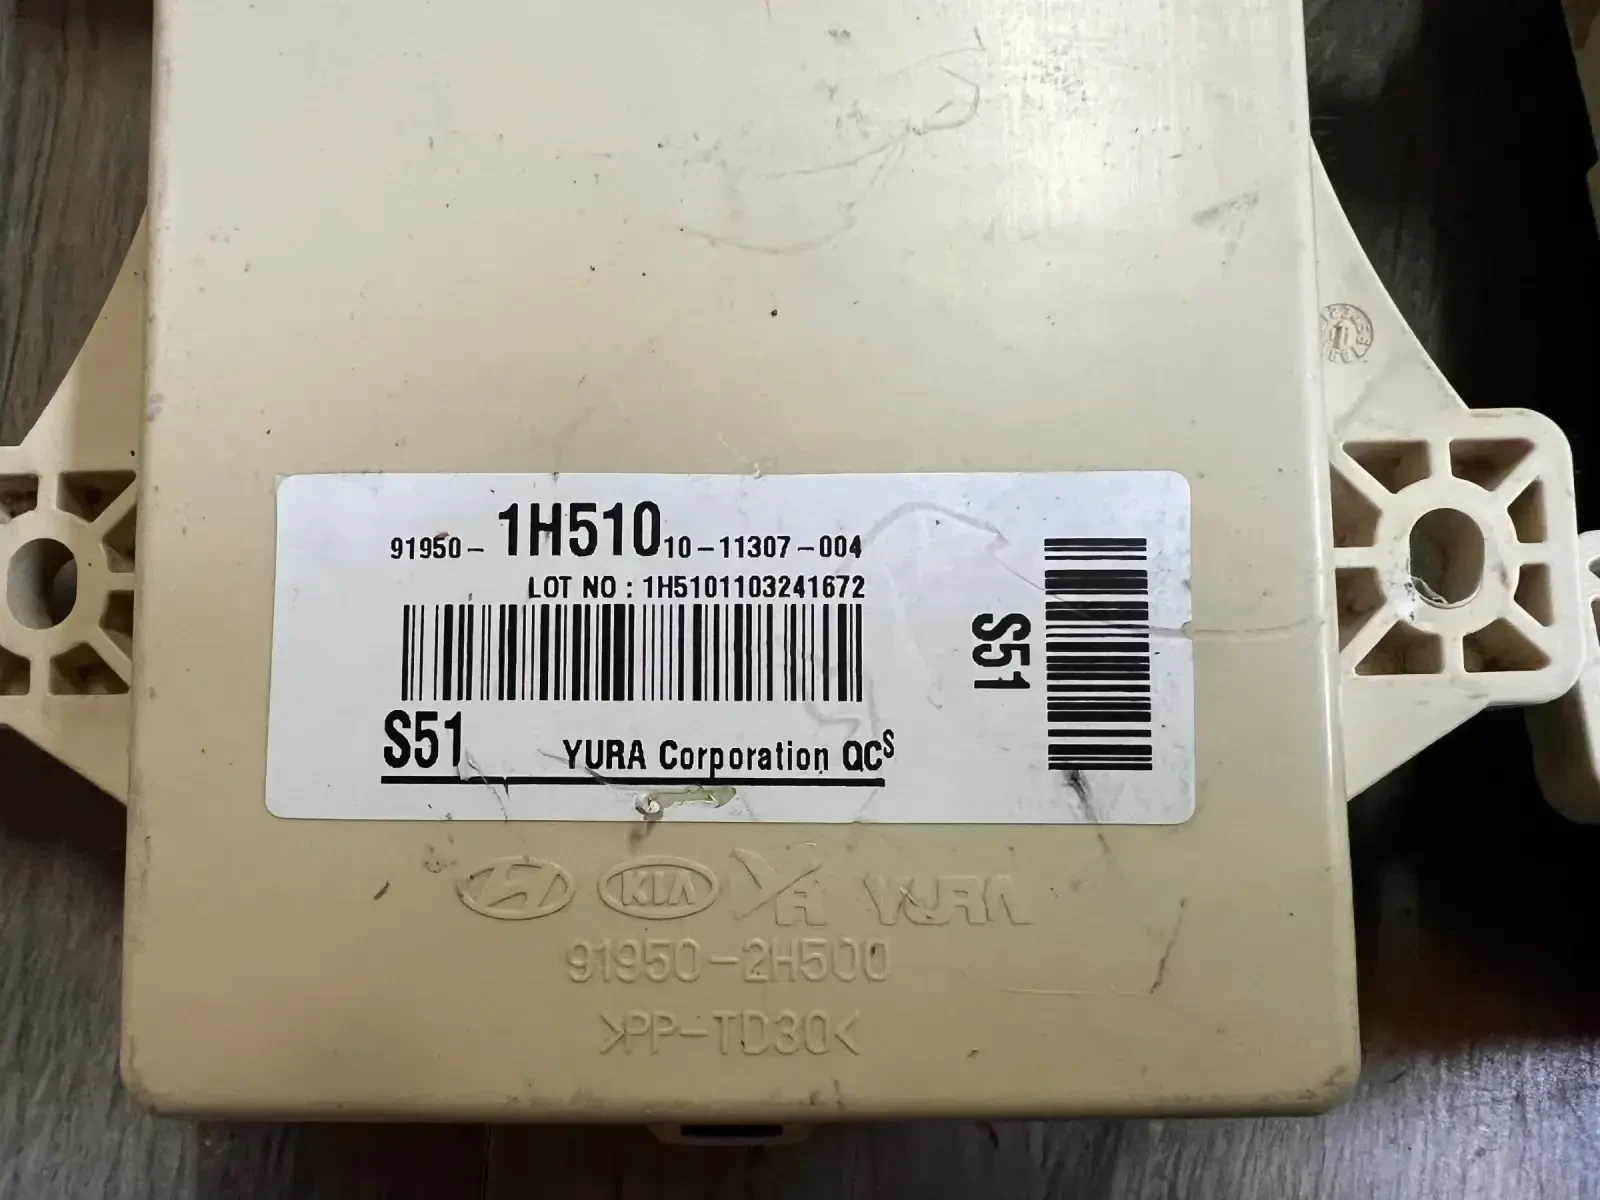 91950- 1H510 10-11307-004
LOT NO : 1H5101103241672
S51
YURA Corporation QCS
S51
KIA YURA
91950-2H500
>PP-TD30<